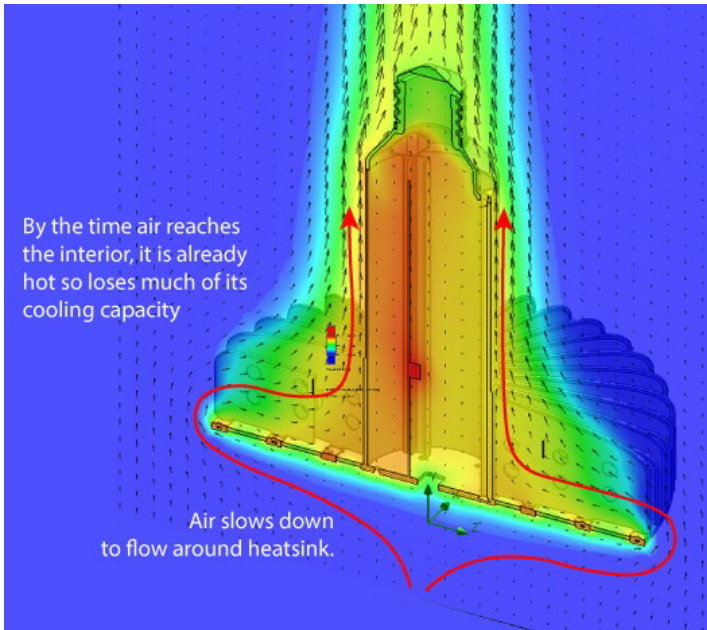 By the time air reaches
the interior, it is already
hot so loses much of its
cooling capacity
Air slows down
to flow around heatsink.
Z